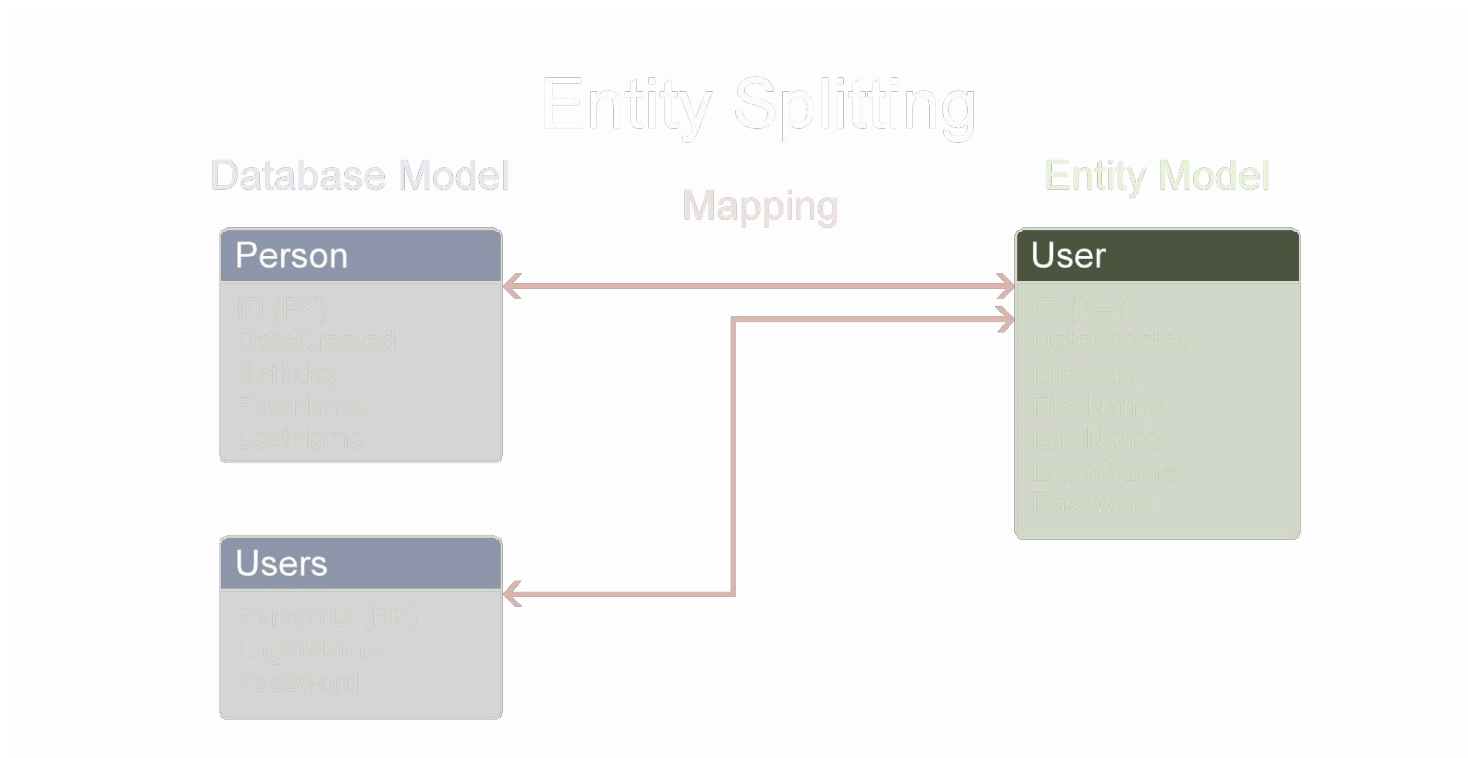 Entity Splitting
Database Model
Mapping
Entity Model
Person
ID (PK)
DateCreated
Birthday
FirstName
LastName
Users
PersonID (PK)
LoginName
Password
User
ID (Key)
DateCreated
Birthday
FirstName
LastName
LoginName
Password